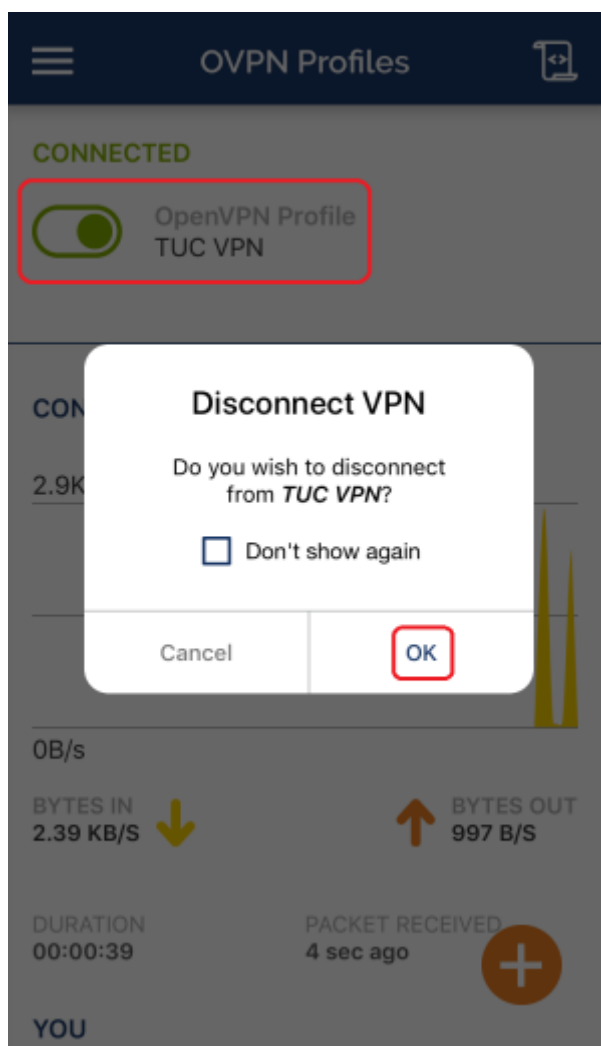 OVPN Profiles
CONNECTED
OpenVPN Profile
TUC VPN
CON
2.9K
Disconnect VPN
Do you wish to disconnect
from TUC VPN?
Don't show again
Cancel
OK
0B/s
BYTES IN
2.39 KB/S
BYTES OUT
997 B/S
DURATION
00:00:39
PACKET RECEIVED
4 sec ago
YOU